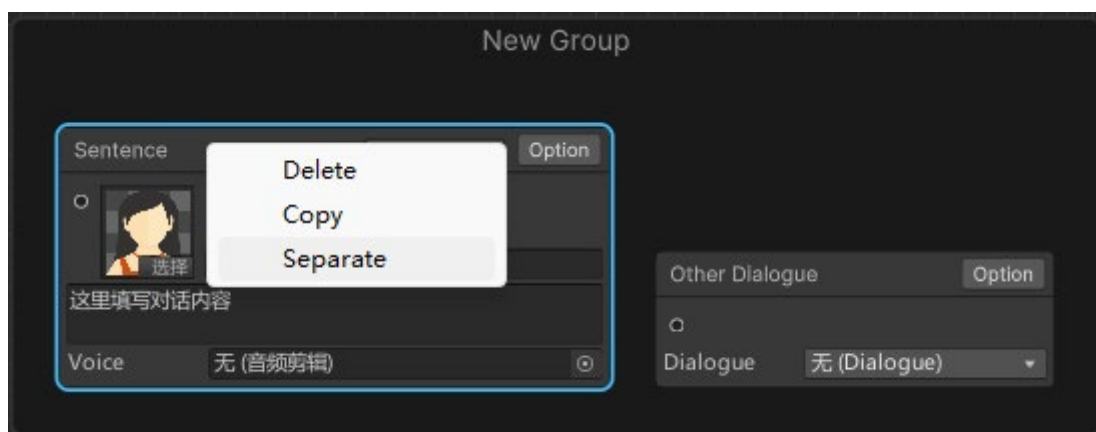 New Group
Sentence
Option
Delete
Copy
Separate
选择
这里填写对话内容
Voice
无 (音频剪辑)
Other Dialogue
Option
Dialogue
无 (Dialogue)